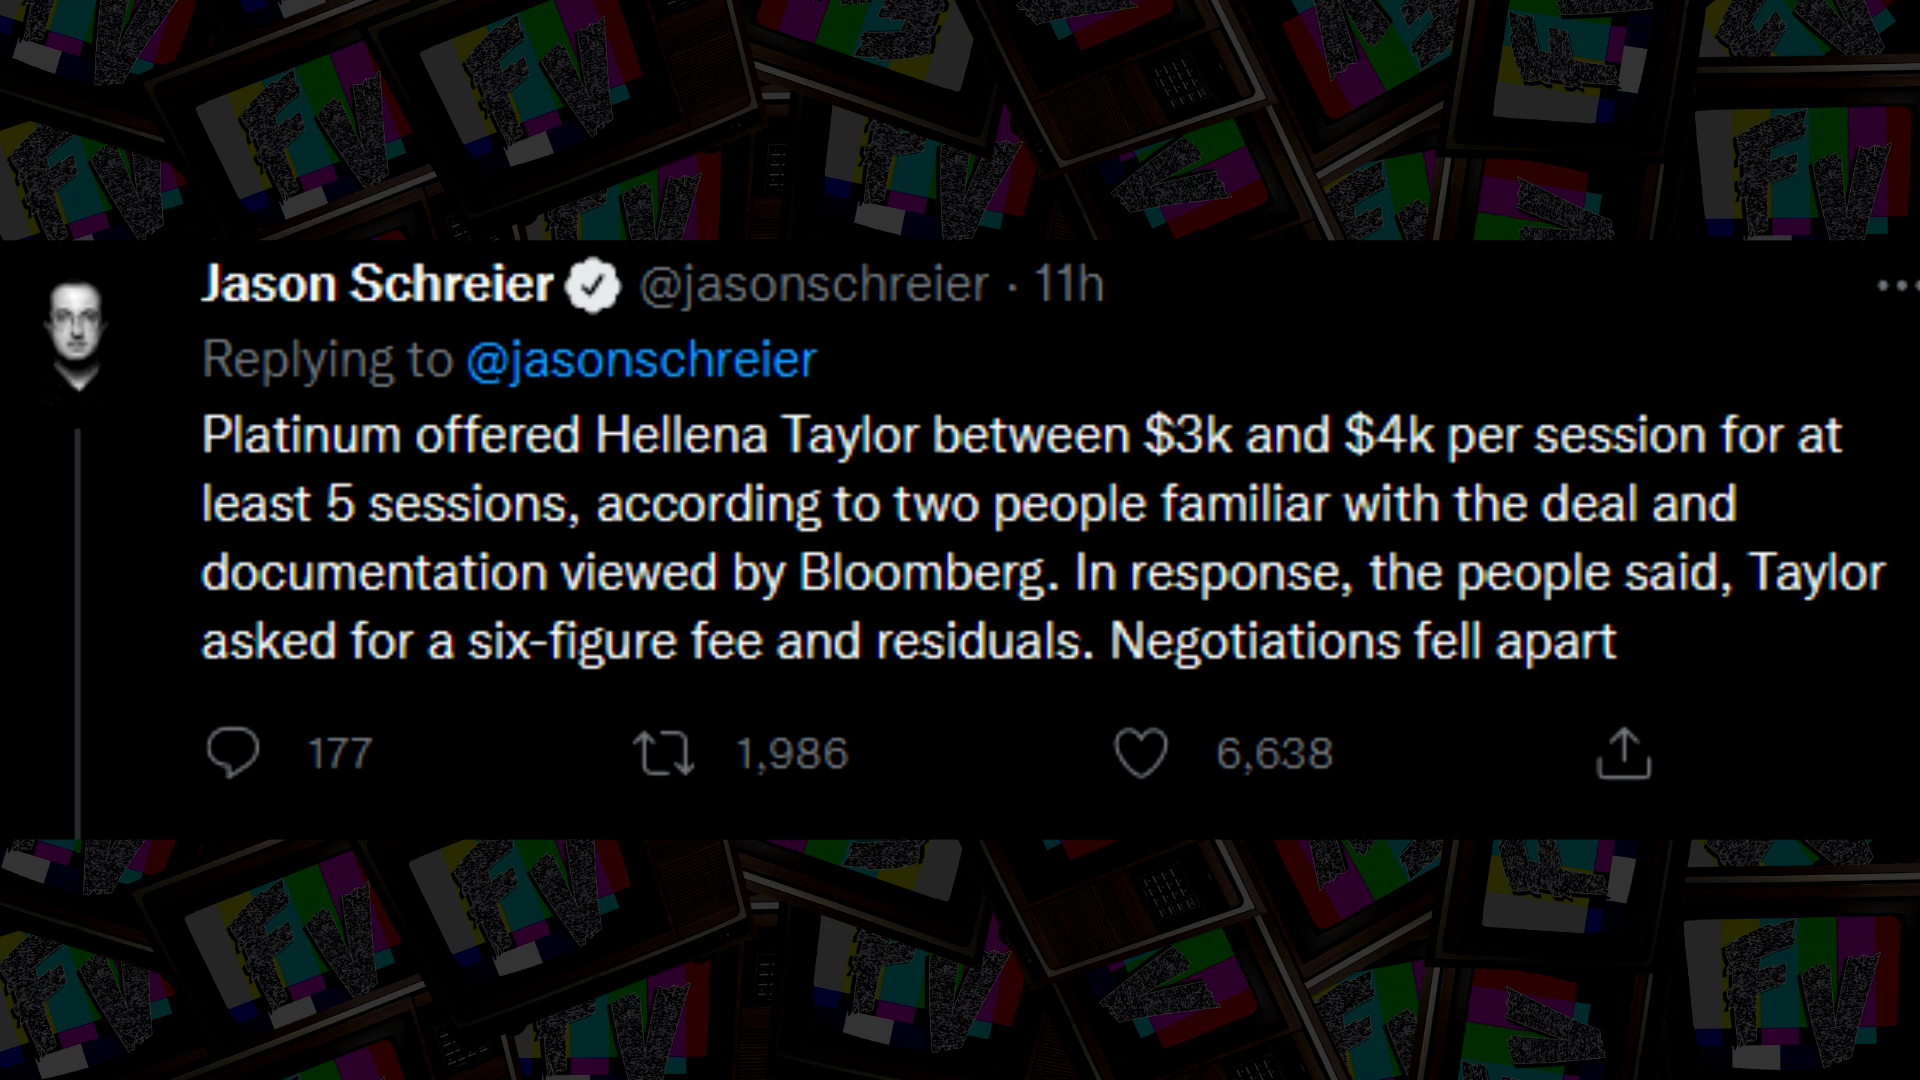 Jason Schreier @jasonschreier · 11h
Replying to @jasonschreier
Platinum offered Hellena Taylor between $3k and $4k per session for at
least 5 sessions, according to two people familiar with the deal and
documentation viewed by Bloomberg. In response, the people said, Taylor
asked for a six-figure fee and residuals. Negotiations fell apart
177 1,986 6,638